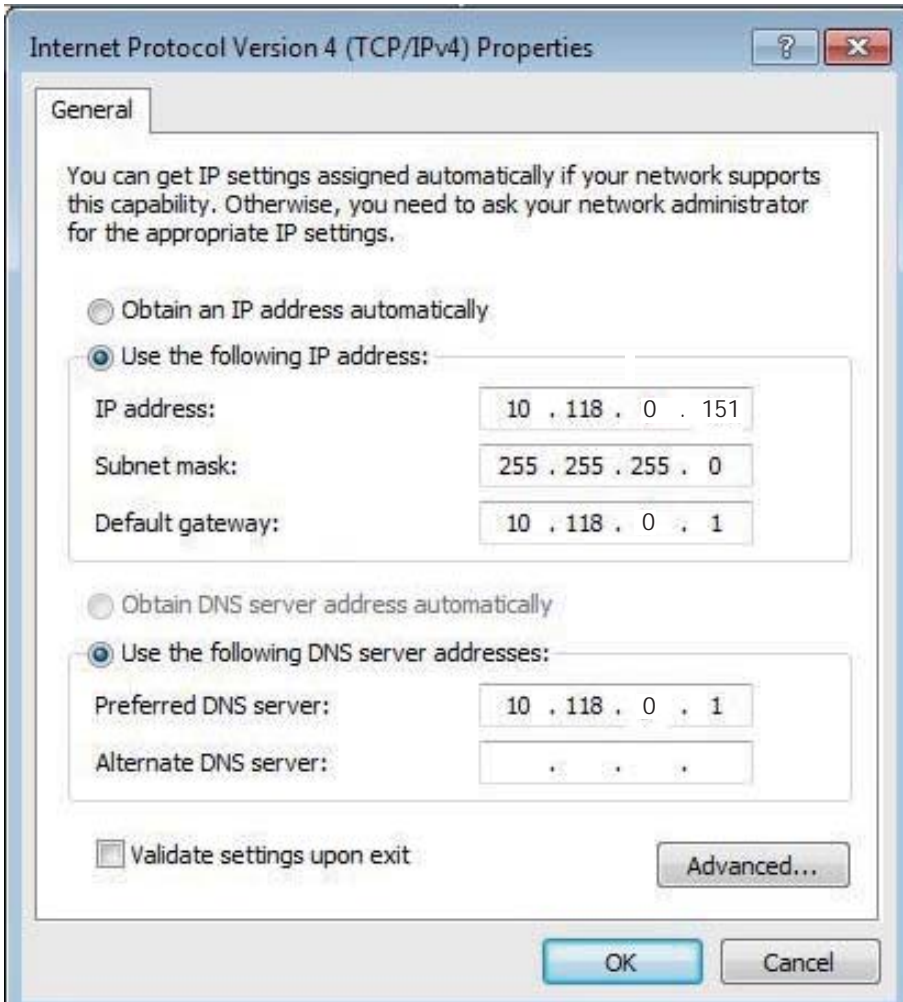 Internet Protocol Version 4 (TCP/IPv4) Properties
?
General
You can get IP settings assigned automatically if your network supports
this capability. Otherwise, you need to ask your network administrator
for the appropriate IP settings.
Obtain an IP address automatically
Use the following IP address:
IP address: 10 . 118 . 0 . 151
Subnet mask: 255 . 255 . 255 . 0
Default gateway: 10 . 118 . 0 . 1
Obtain DNS server address automatically
Use the following DNS server addresses:
Preferred DNS server: 10 . 118 . 0 . 1
Alternate DNS server: . . .
Validate settings upon exit
Advanced...
OK Cancel